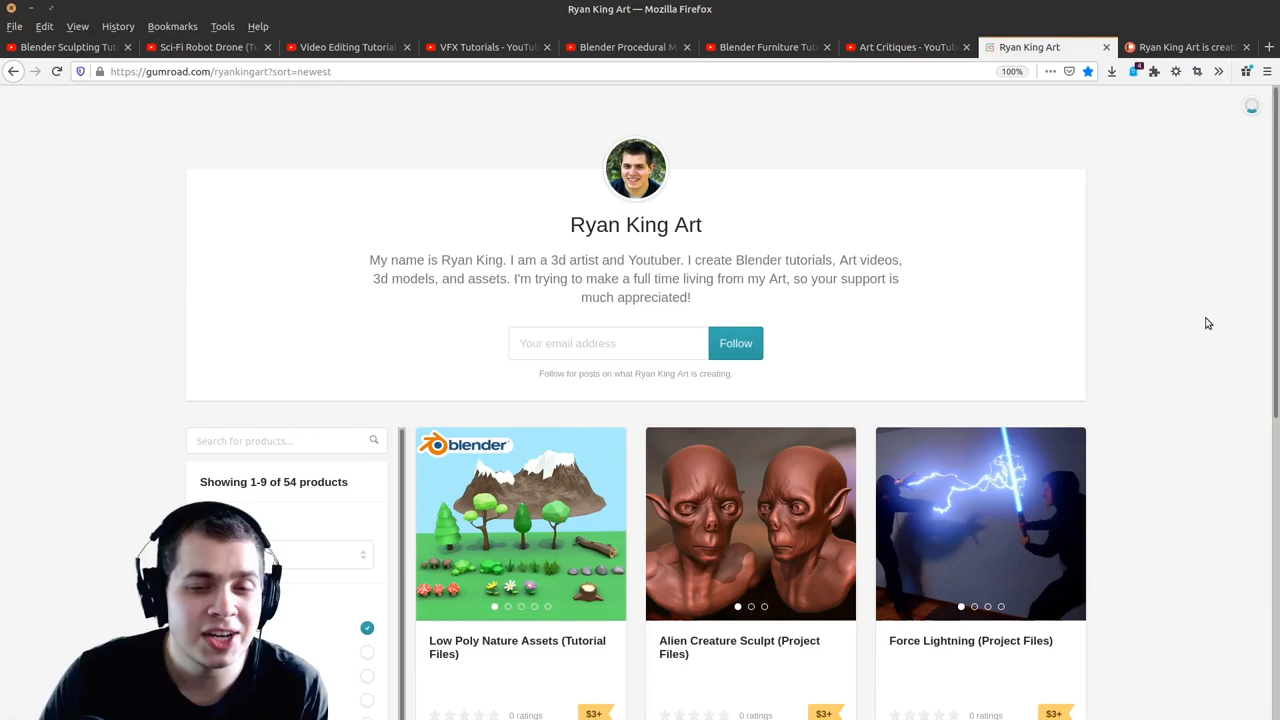 Ryan King Art — Mozilla Firefox
File Edit View History Bookmarks Tools Help
Blender Sculpting Tut
Sci-Fi Robot Drone (Tu
Video Editing Tutorial
VFX Tutorials - YouTu
Blender Procedural M
Blender Furniture Tut
Art Critiques - YouTub
Ryan King Art
Ryan King Art is creat
https://gumroad.com/ryankingart?sort=newest
100%
4
Ryan King Art
My name is Ryan King. I am a 3d artist and Youtuber. I create Blender tutorials, Art videos,
3d models, and assets. I'm trying to make a full time living from my Art, so your support is
much appreciated!
Your email address
Follow
Follow for posts on what Ryan King Art is creating.
Search for products...
Showing 1-9 of 54 products
blender
Low Poly Nature Assets (Tutorial
Files)
0 ratings
$3+
Alien Creature Sculpt (Project
Files)
0 ratings
$3+
Force Lightning (Project Files)
0 ratings
$3+